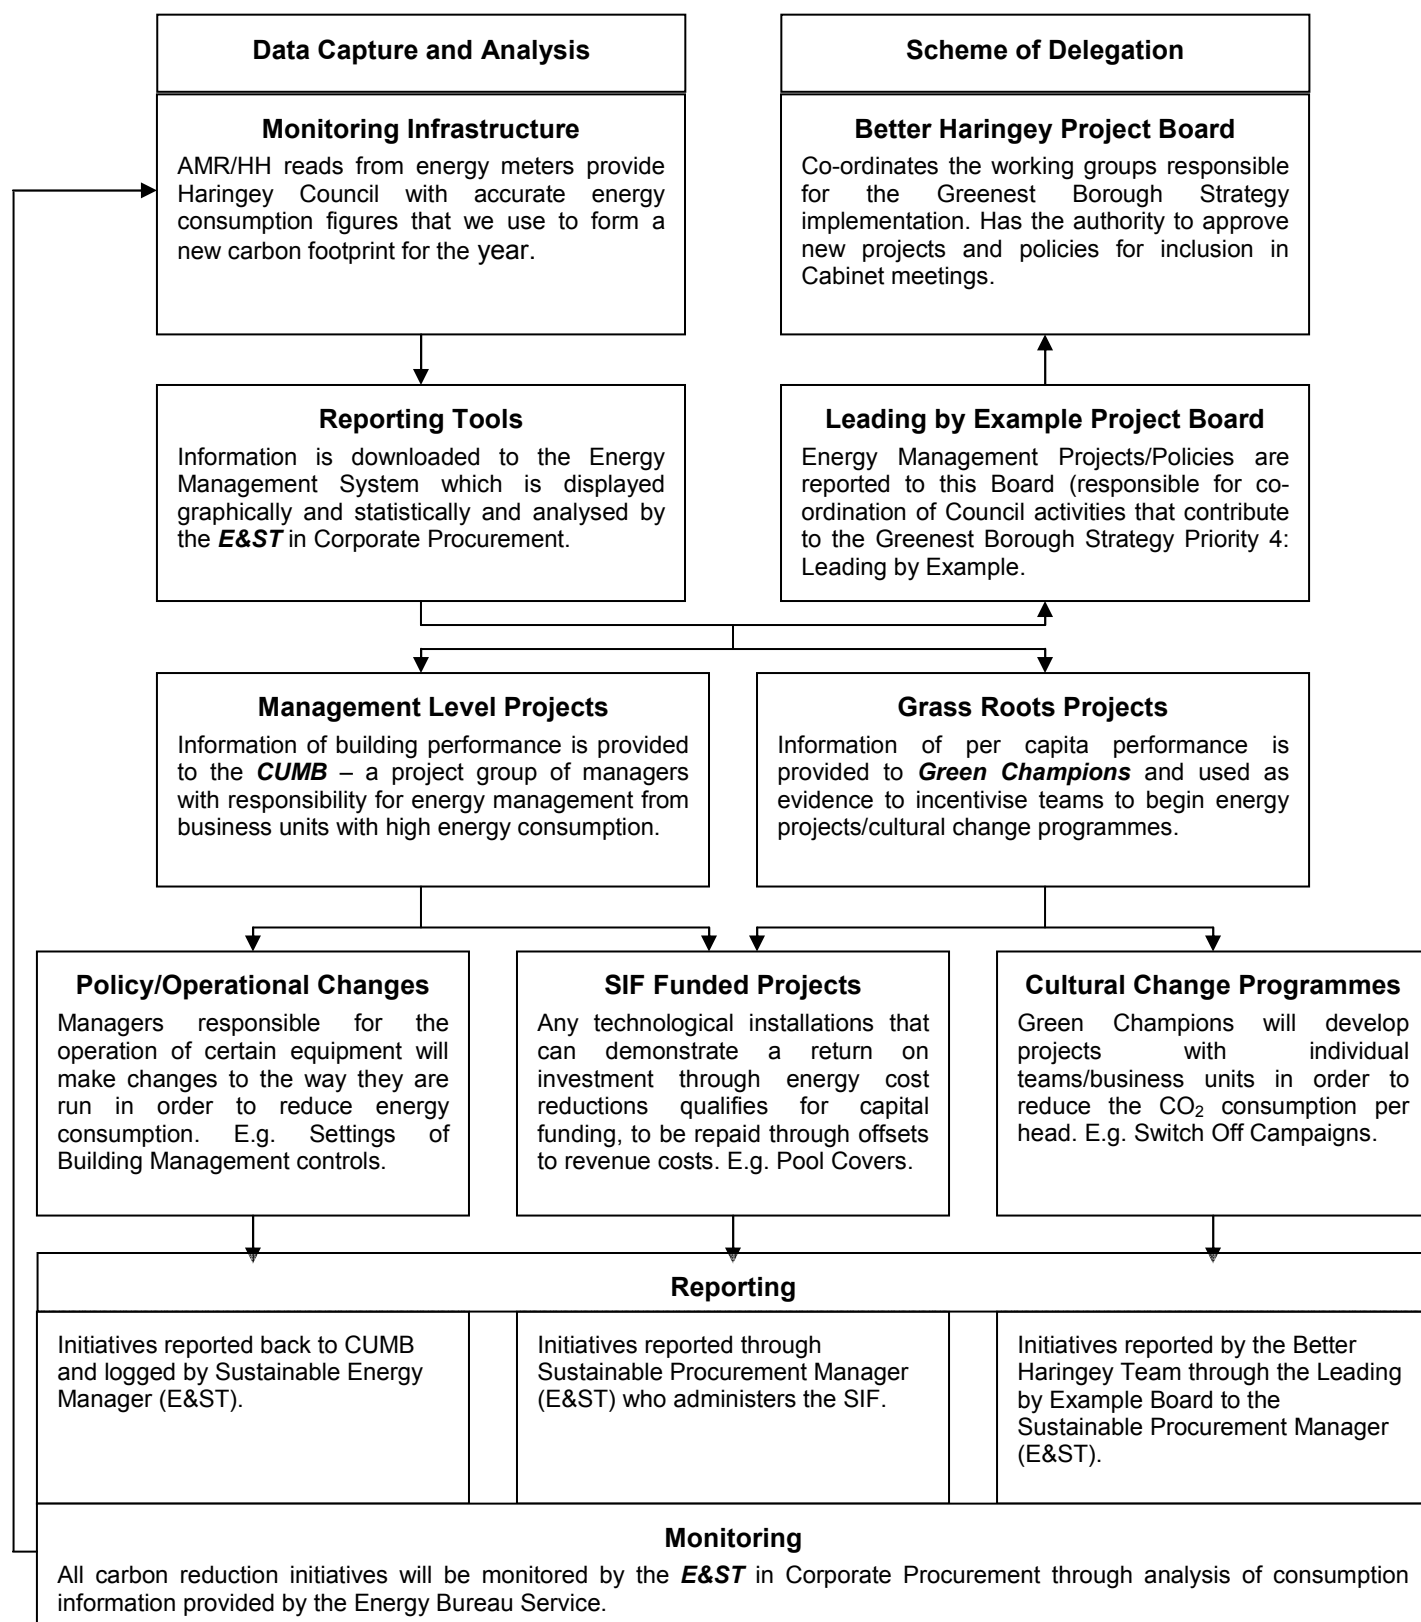 Data Capture and Analysis
Scheme of Delegation
Monitoring Infrastructure
AMR/HH reads from energy meters provide
Haringey Council with accurate energy
consumption figures that we use to form a
new carbon footprint for the year.
Better Haringey Project Board
Co-ordinates the working groups responsible
for the Greenest Borough Strategy
implementation. Has the authority to approve
new projects and policies for inclusion in
Cabinet meetings.
Reporting Tools
Information is downloaded to the Energy
Management System which is displayed
graphically and statistically and analysed by
the E&ST in Corporate Procurement.
Leading by Example Project Board
Energy Management Projects/Policies are
reported to this Board (responsible for co-
ordination of Council activities that contribute
to the Greenest Borough Strategy Priority 4:
Leading by Example.
Management Level Projects
Information of building performance is provided
to the CUMB – a project group of managers
with responsibility for energy management from
business units with high energy consumption.
Grass Roots Projects
Information of per capita performance is
provided to Green Champions and used as
evidence to incentivise teams to begin energy
projects/cultural change programmes.
Policy/Operational Changes
Managers responsible for the
operation of certain equipment will
make changes to the way they are
run in order to reduce energy
consumption. E.g. Settings of
Building Management controls.
SIF Funded Projects
Any technological installations that
can demonstrate a return on
investment through energy cost
reductions qualifies for capital
funding, to be repaid through offsets
to revenue costs. E.g. Pool Covers.
Cultural Change Programmes
Green Champions will develop
projects with individual
teams/business units in order to
reduce the CO₂ consumption per
head. E.g. Switch Off Campaigns.
Reporting
Initiatives reported back to CUMB
and logged by Sustainable Energy
Manager (E&ST).
Initiatives reported through
Sustainable Procurement Manager
(E&ST) who administers the SIF.
Initiatives reported by the Better
Haringey Team through the Leading
by Example Board to the
Sustainable Procurement Manager
(E&ST).
Monitoring
All carbon reduction initiatives will be monitored by the E&ST in Corporate Procurement through analysis of consumption
information provided by the Energy Bureau Service.